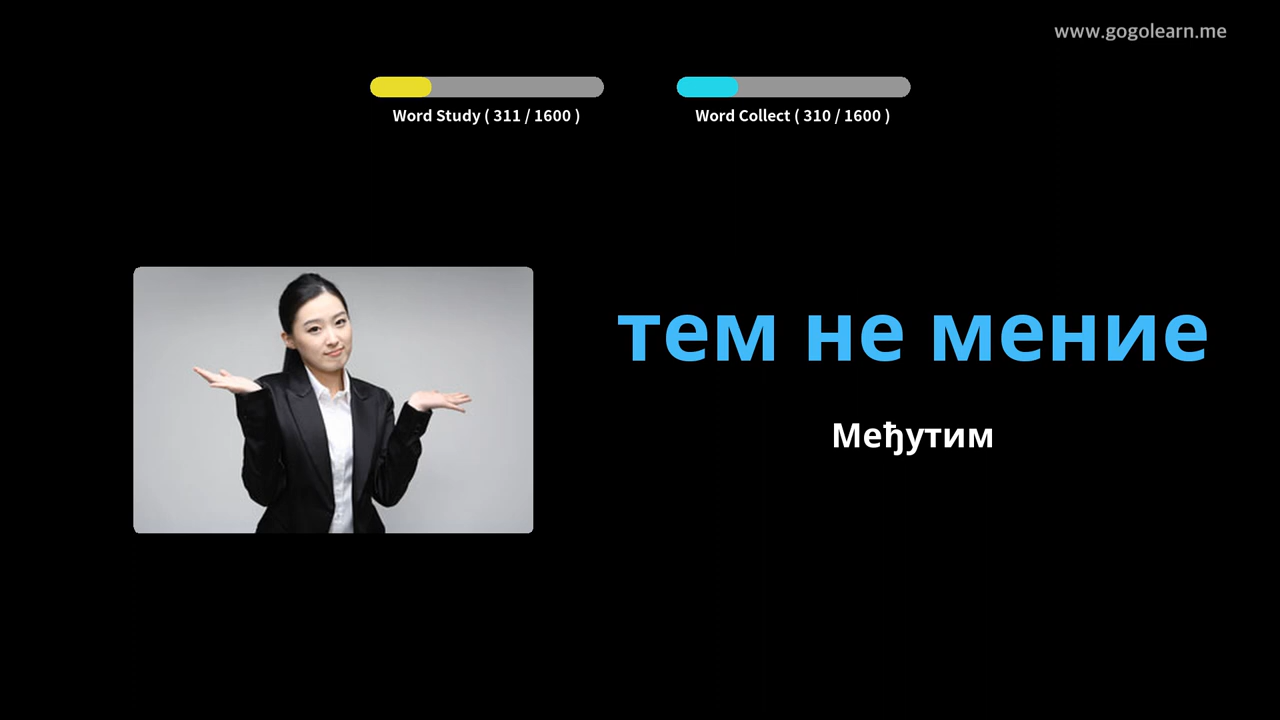 www.gogolearn.me
Word Study ( 311 / 1600 )
Word Collect ( 310 / 1600 )
тем не мение
Међутим